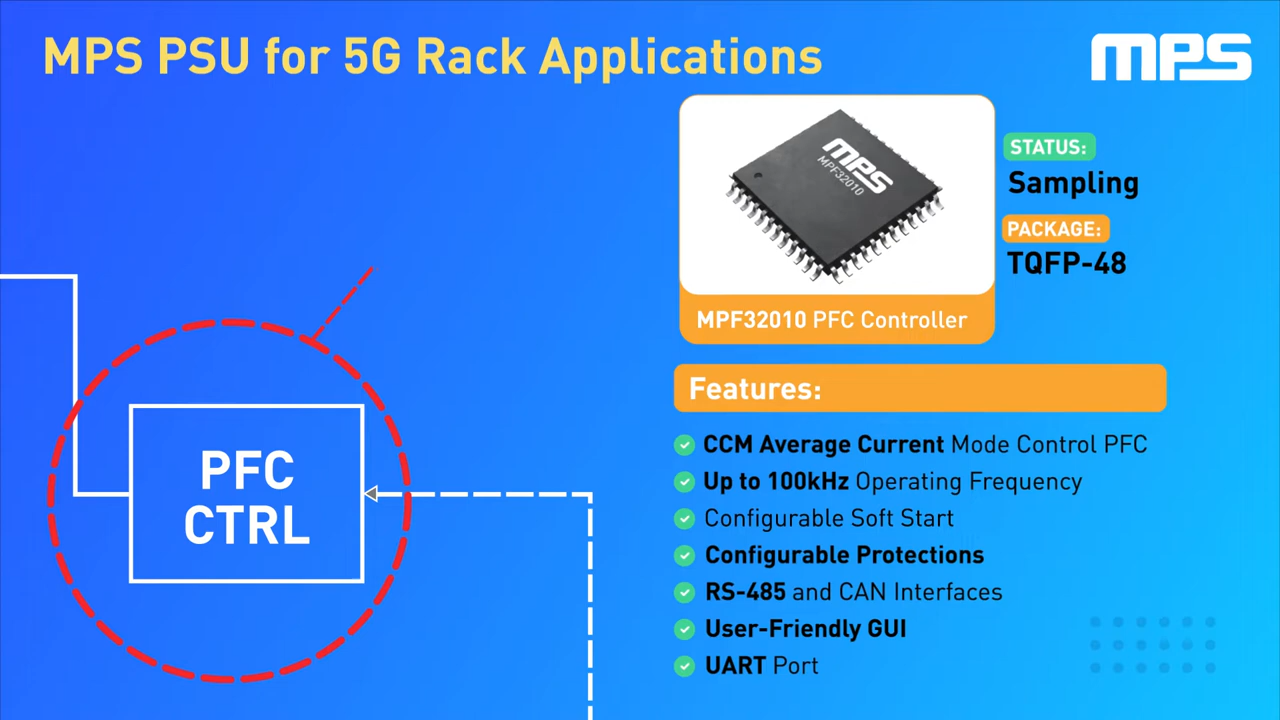 MPS PSU for 5G Rack Applications
MPS
MPS
MPF32010
STATUS:
Sampling
PACKAGE:
TQFP-48
MPF32010 PFC Controller
Features:
CCM Average Current Mode Control PFC
Up to 100kHz Operating Frequency
Configurable Soft Start
Configurable Protections
RS-485 and CAN Interfaces
User-Friendly GUI
UART Port
PFC
CTRL